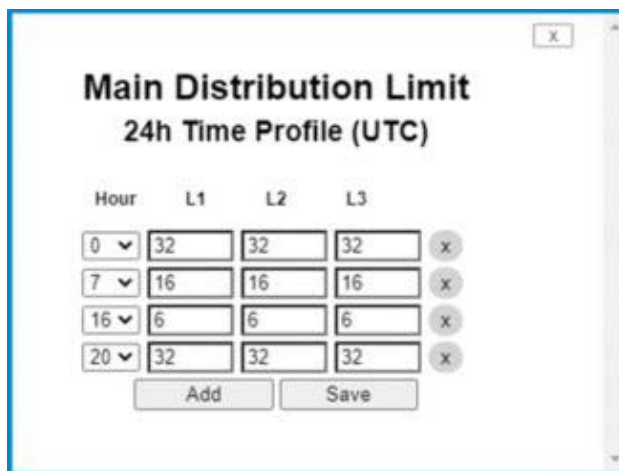 X
Main Distribution Limit
24h Time Profile (UTC)
Hour L1 L2 L3
0 32 32 32 x
7 16 16 16 x
16 6 6 6 x
20 32 32 32 x
Add Save